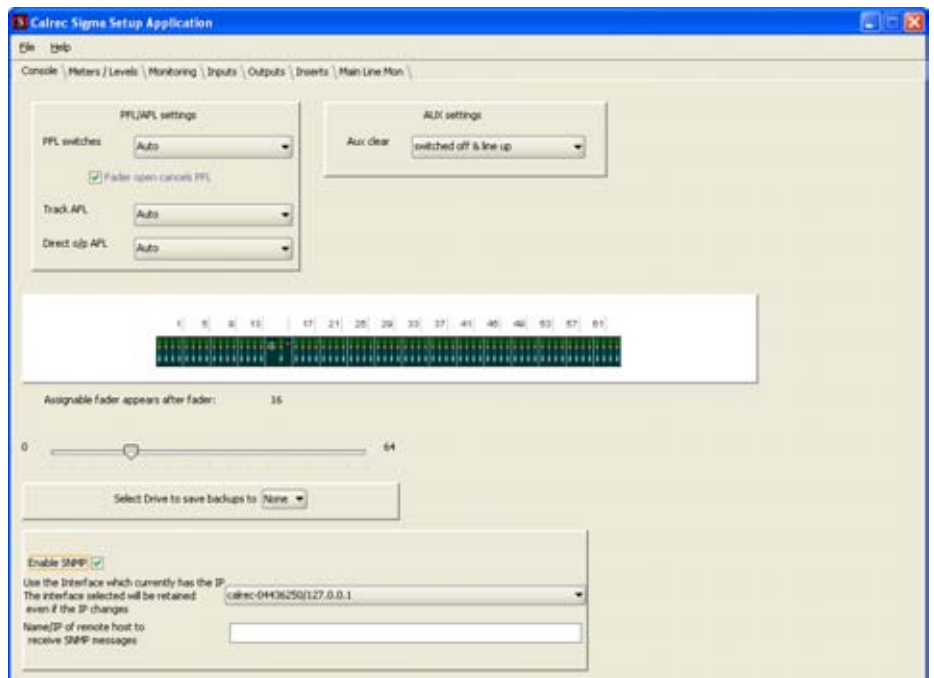 Calrec Sigma Setup Application
File Help
Console \ Meters / Levels \ Monitoring \ Inputs \ Outputs \ Inserts \ Main Line Mon \
PFL/APL settings
PFL switches Auto
Fader open cancels PFL
Track APL Auto
Direct o/p APL Auto
AUX settings
Aux clear switched off & line up
1 5 9 13 17 21 25 29 33 37 41 45 49 53 57 61
Assignable fader appears after fader: 16
0 64
Select Drive to save backups to None
Enable SNMP
Use the Interface which currently has the IP
The interface selected will be retained
even if the IP changes
calrec-04436250/127.0.0.1
Name/IP of remote host to
receive SNMP messages